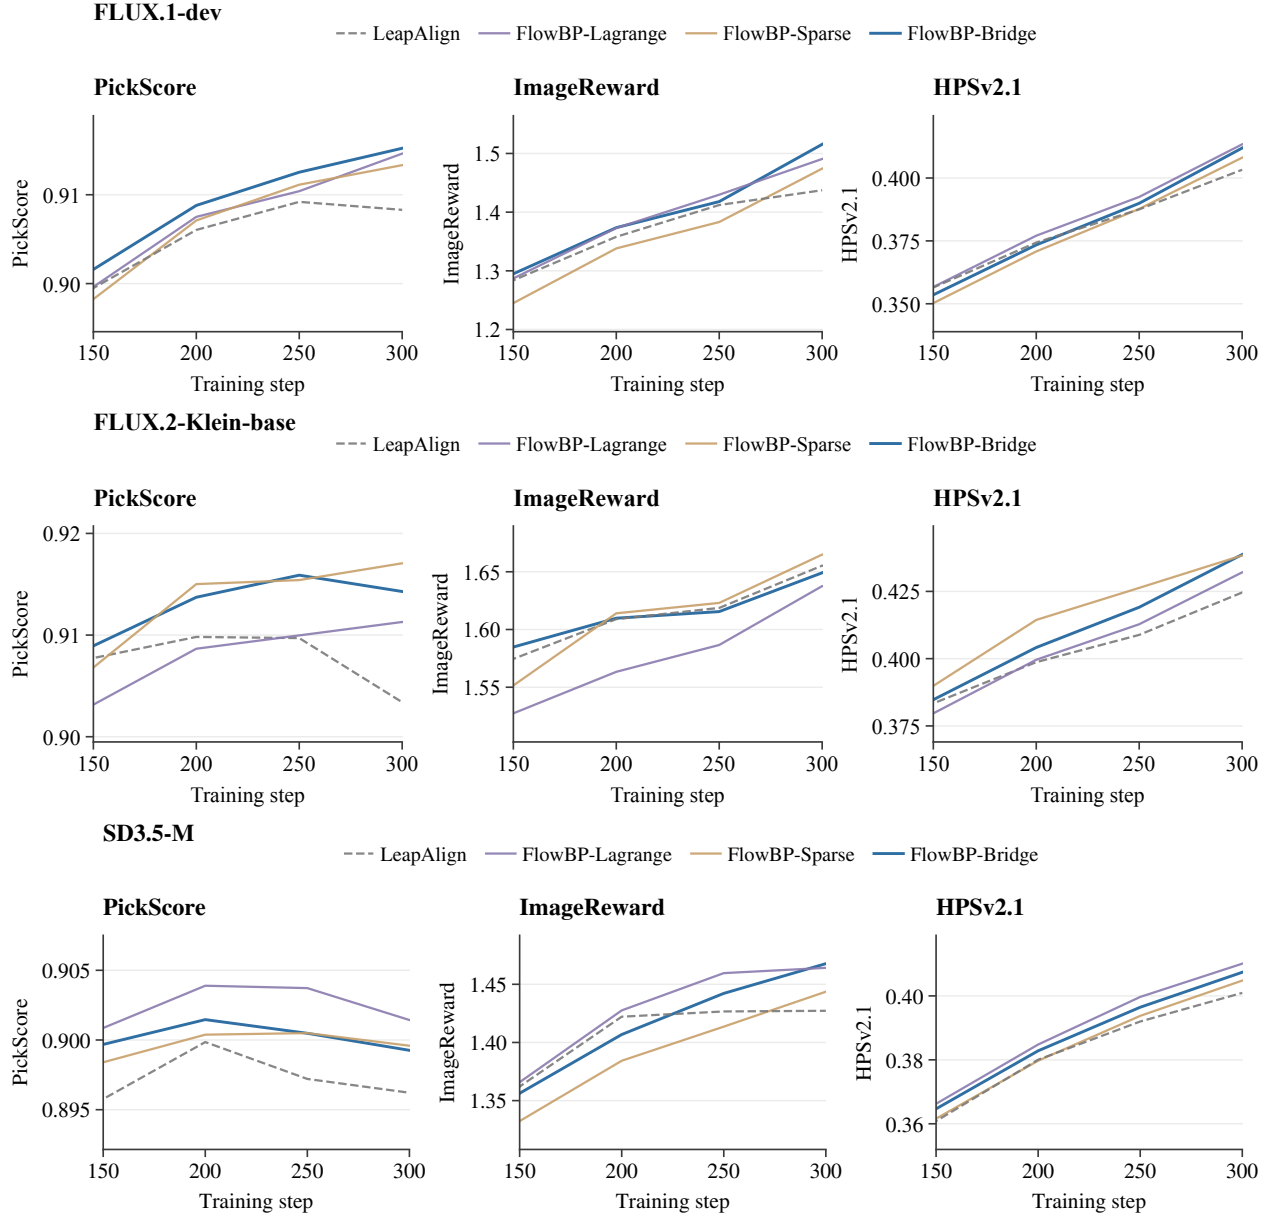 FLUX.1-dev
LeapAlign FlowBP-Lagrange FlowBP-Sparse FlowBP-Bridge
PickScore
PickScore
0.91
0.90
150 200 250 300
Training step
ImageReward
ImageReward
1.5
1.4
1.3
1.2
150 200 250 300
Training step
HPSv2.1
HPSv2.1
0.400
0.375
0.350
150 200 250 300
Training step
FLUX.2-Klein-base
LeapAlign FlowBP-Lagrange FlowBP-Sparse FlowBP-Bridge
PickScore
PickScore
0.92
0.91
0.90
150 200 250 300
Training step
ImageReward
ImageReward
1.65
1.60
1.55
150 200 250 300
Training step
HPSv2.1
HPSv2.1
0.425
0.400
0.375
150 200 250 300
Training step
SD3.5-M
LeapAlign FlowBP-Lagrange FlowBP-Sparse FlowBP-Bridge
PickScore
PickScore
0.905
0.900
0.895
150 200 250 300
Training step
ImageReward
ImageReward
1.45
1.40
1.35
150 200 250 300
Training step
HPSv2.1
HPSv2.1
0.40
0.38
0.36
150 200 250 300
Training step